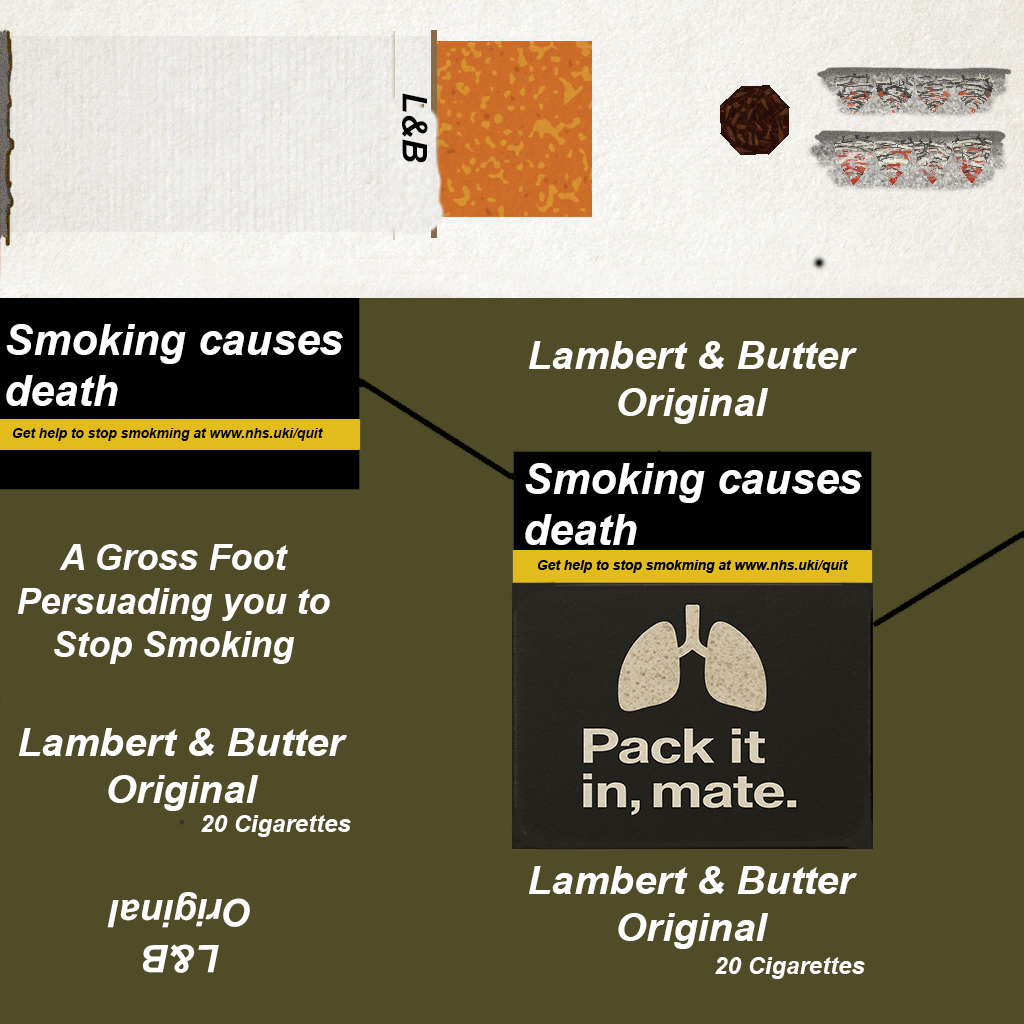 L&B
Smoking causes
death
Get help to stop smokming at www.nhs.uki/quit
A Gross Foot
Persuading you to
Stop Smoking
Lambert & Butter
Original
20 Cigarettes
L&B
Original
Lambert & Butter
Original
Smoking causes
death
Get help to stop smokming at www.nhs.uki/quit
Pack it
in, mate.
Lambert & Butter
Original
20 Cigarettes